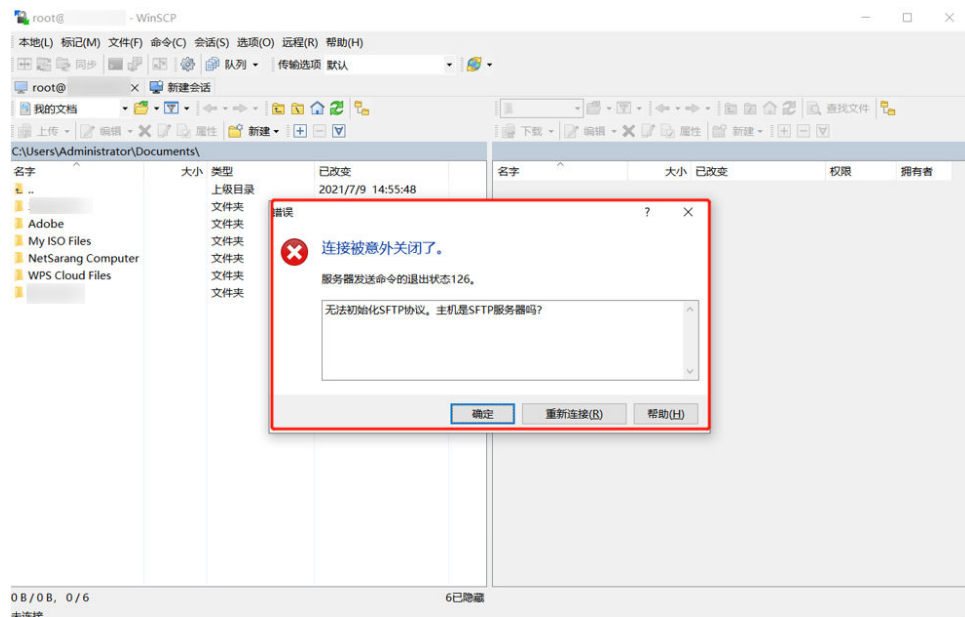 root@ - WinSCP
本地(L) 标记(M) 文件(F) 命令(C) 会话(S) 选项(O) 远程(R) 帮助(H)
同步 队列 传输选项 默认
root@ 新建会话
我的文档 查找文件
上传 编辑 属性 新建 下载 编辑 属性 新建
C:\Users\Administrator\Documents\
名字 大小 类型 已改变 名字 大小 已改变 权限 拥有者
.. 上级目录 2021/7/9 14:55:48
文件夹
Adobe 文件夹
My ISO Files 文件夹
NetSarang Computer 文件夹
WPS Cloud Files 文件夹
文件夹
错误 ?
连接被意外关闭了。
服务器发送命令的退出状态126。
无法初始化SFTP协议。主机是SFTP服务器吗?
确定 重新连接(R) 帮助(H)
0 B / 0 B, 0 / 6 6已隐藏
未连接